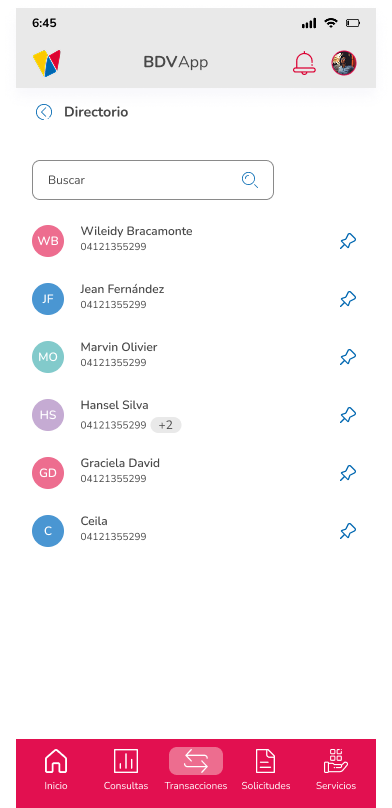 6:45
BDVApp
Directorio
Buscar
WB
Wileidy Bracamonte
04121355299
JF
Jean Fernández
04121355299
MO
Marvin Olivier
04121355299
HS
Hansel Silva
04121355299 +2
GD
Graciela David
04121355299
C
Ceila
04121355299
Inicio Consultas Transacciones Solicitudes Servicios